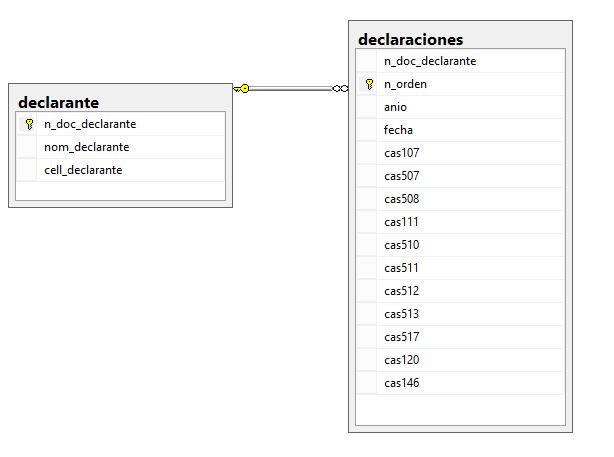 declarante
n_doc_declarante
nom_declarante
cell_declarante
declaraciones
n_doc_declarante
n_orden
anio
fecha
cas107
cas507
cas508
cas111
cas510
cas511
cas512
cas513
cas517
cas120
cas146